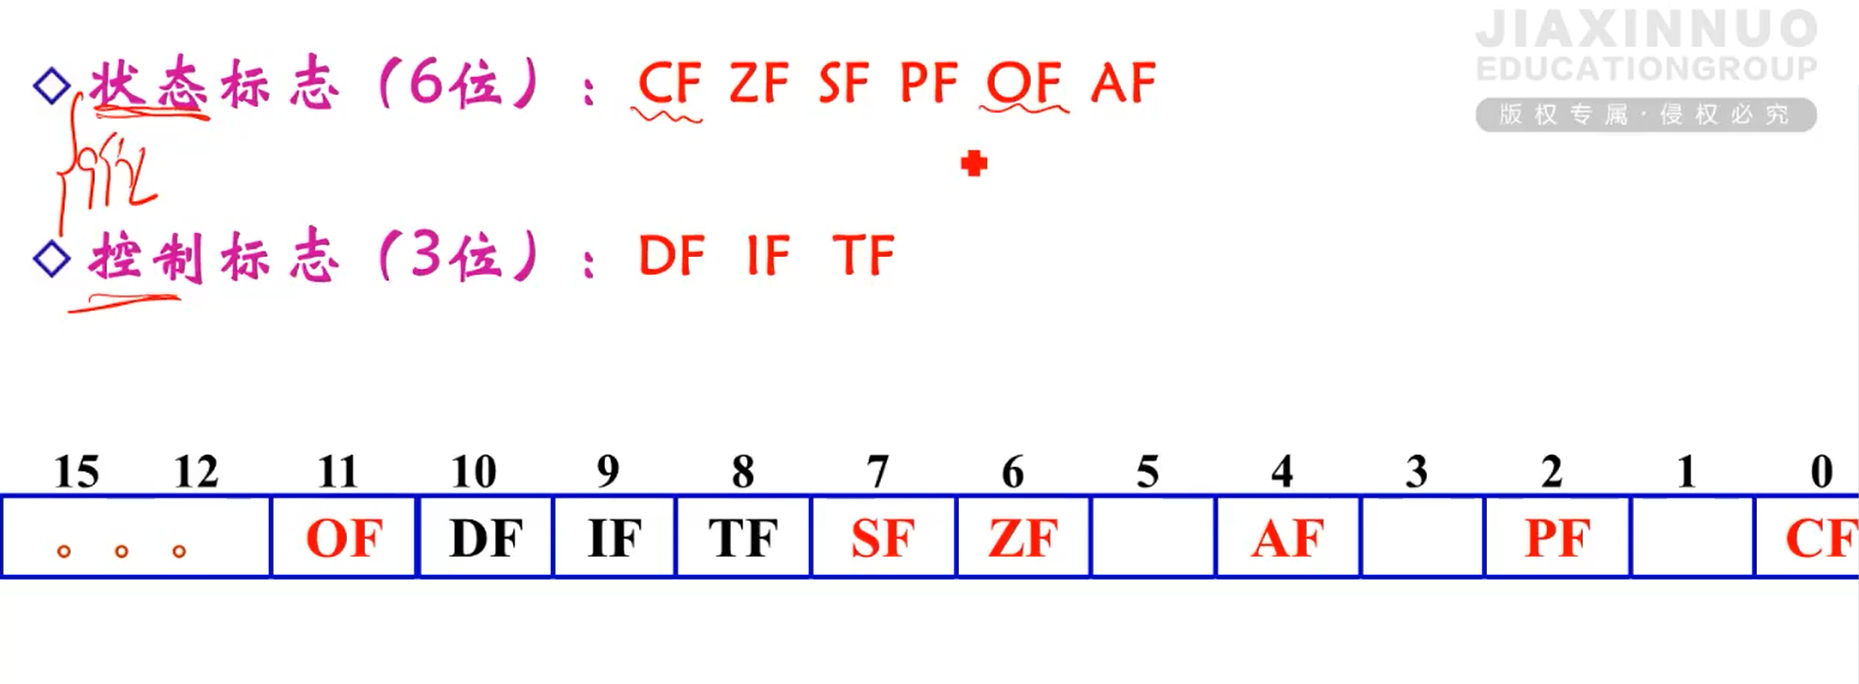 JIAXINNUO
EDUCATIONGROUP
版权专属·侵权必究
状态标志(6位):CF ZF SF PF OF AF
9位
控制标志(3位):DF IF TF
15 12 11 10 9 8 7 6 5 4 3 2 1 0
OF DF IF TF SF ZF AF PF CF